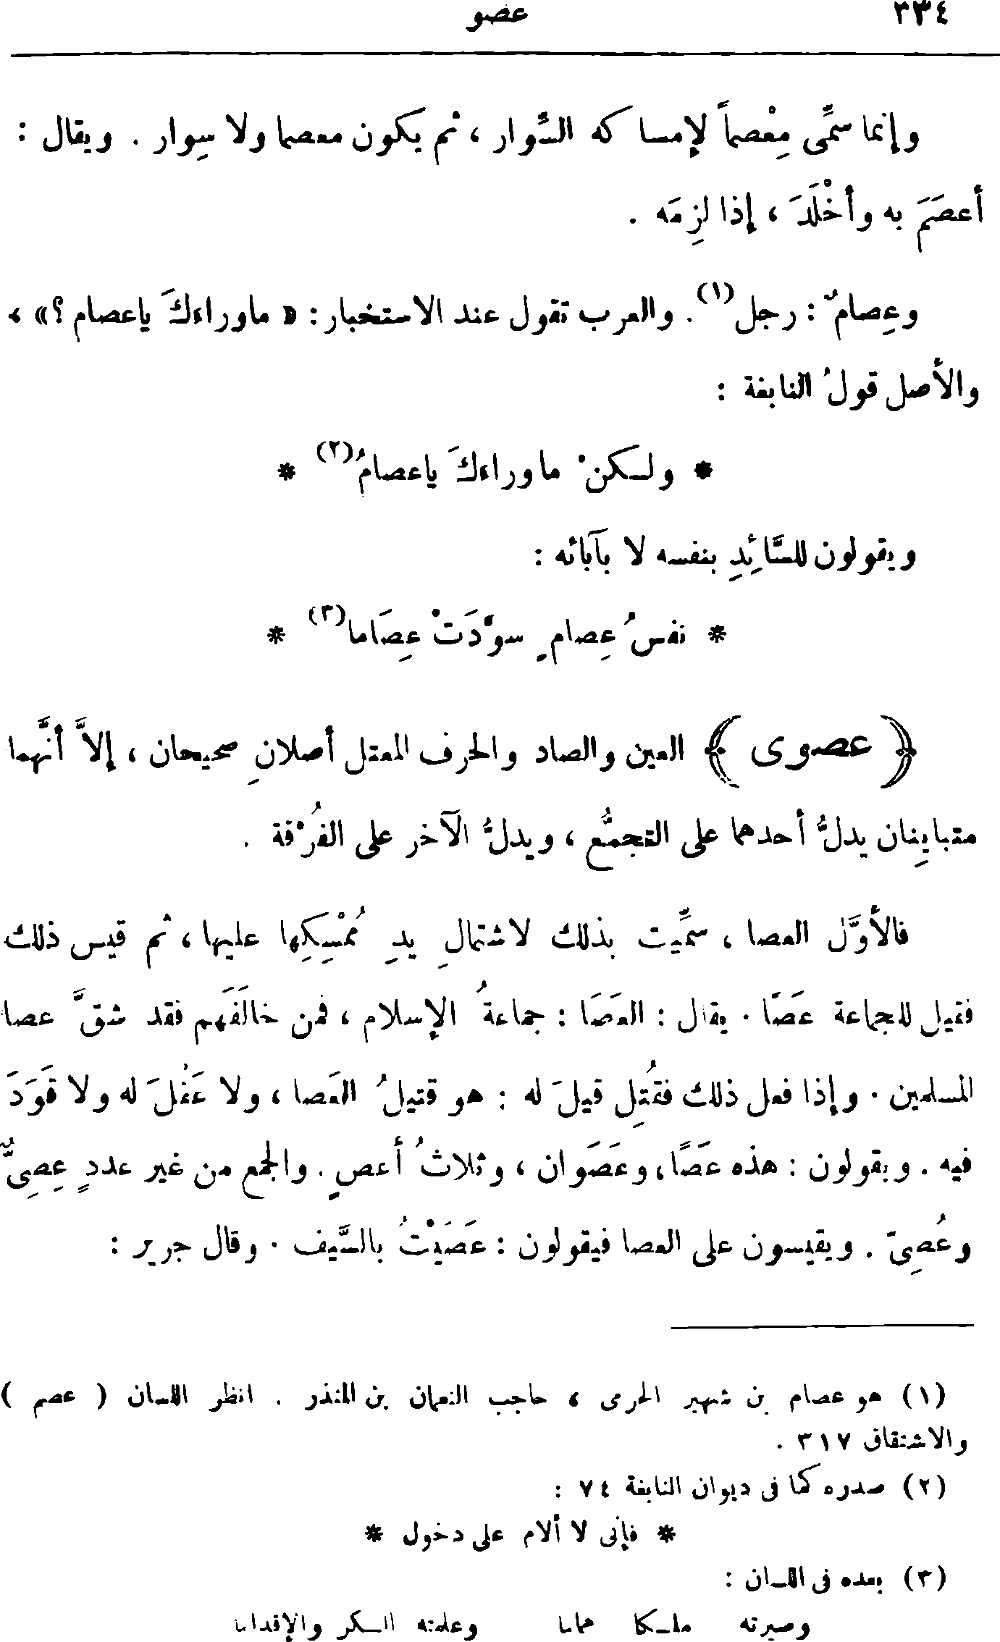 ٣٣٤
عضو
وإنما سمِّى مِعْصماً لإمساكه السِّوار ، ثم يكون معصما ولا سِوار . ويقال :
أعصَمَ به وأخْلَدَ ، إذا لزِمَه .
وعِصامٌ : رجل(١) . والعرب تقول عند الاستخبار : « ماوراءكَ ياعصام ؟ » ،
والأصل قولُ النابغة :
* ولكنْ ماوراءكَ ياعصامُ(٢) *
ويقولون للسَّائِدِ بنفسه لا بآبائه :
* نفسُ عِصامٍ سوَّدَتْ عِصَاما(٣) *
﴿ عصوى ﴾ العين والصاد والحرف المعتل أصلانِ صحيحان ، إلاَّ أنَّهما
متباينِان يدلُّ أحدهما على التجمُّع ، ويدلُّ الآخر على الفُرْقة .
فالأوَّل العصا ، سمِّيت بذلك لاشتمالِ يدِ مُمْسِكِها عليها ، ثم قيس ذلك
فقيل للجماعة عَصًا . يقال : العَصَا : جماعةُ الإسلام ، فمن خالَفَهم فقد شقَّ عصا
المسلمين . وإذا فعل ذلك فقُتِل قيلَ له : هو قتيلُ العَصا ، ولا عَقْلَ له ولا قَوَدَ
فيه . ويقولون : هذه عَصًا ، وعَصَوان ، وثلاثُ أعصٍ . والجمع من غير عددٍ عِصِىٌّ
وعُصِىّ . ويقيسون على العصا فيقولون : عَصَيْتُ بالسَّيف . وقال جرير :
(١) هو عصام بن شهبر الجرمى ، حاجب النعمان بن المنذر . انظر اللسان ( عصم )
والاشتقاق ٣١٧ .
(٢) صدره كما فى ديوان النابغة ٧٤ :
* فإنى لا ألام على دخول *
(٣) بعده فى اللسان :
وصيرته ملكا هماما وعلمته الكر والإقداما